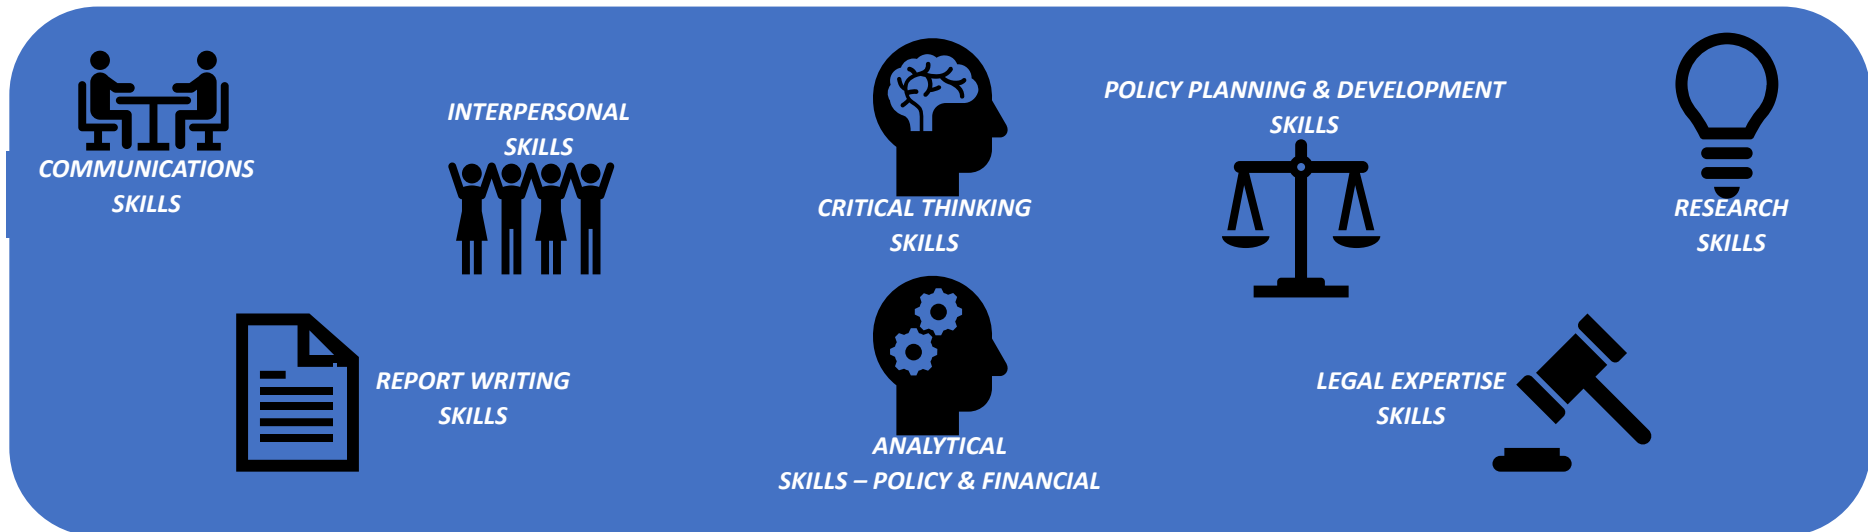 COMMUNICATIONS
SKILLS
INTERPERSONAL
SKILLS
CRITICAL THINKING
SKILLS
POLICY PLANNING & DEVELOPMENT
SKILLS
RESEARCH
SKILLS
REPORT WRITING
SKILLS
ANALYTICAL
SKILLS – POLICY & FINANCIAL
LEGAL EXPERTISE
SKILLS